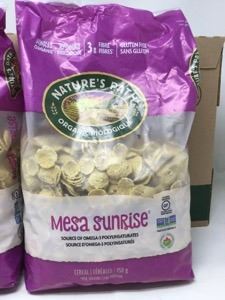 3g
FIBRE
FIBRES
GLUTEN FREE
SANS GLUTEN
NATURE'S PATH
ORGANIC BIOLOGIQUE
MESA SUNRISE
SOURCE OF OMEGA-3 POLYUNSATURATES
SOURCE D'OMÉGA-3 POLYINSATURÉS
CEREAL | CÉRÉALES | 750 g